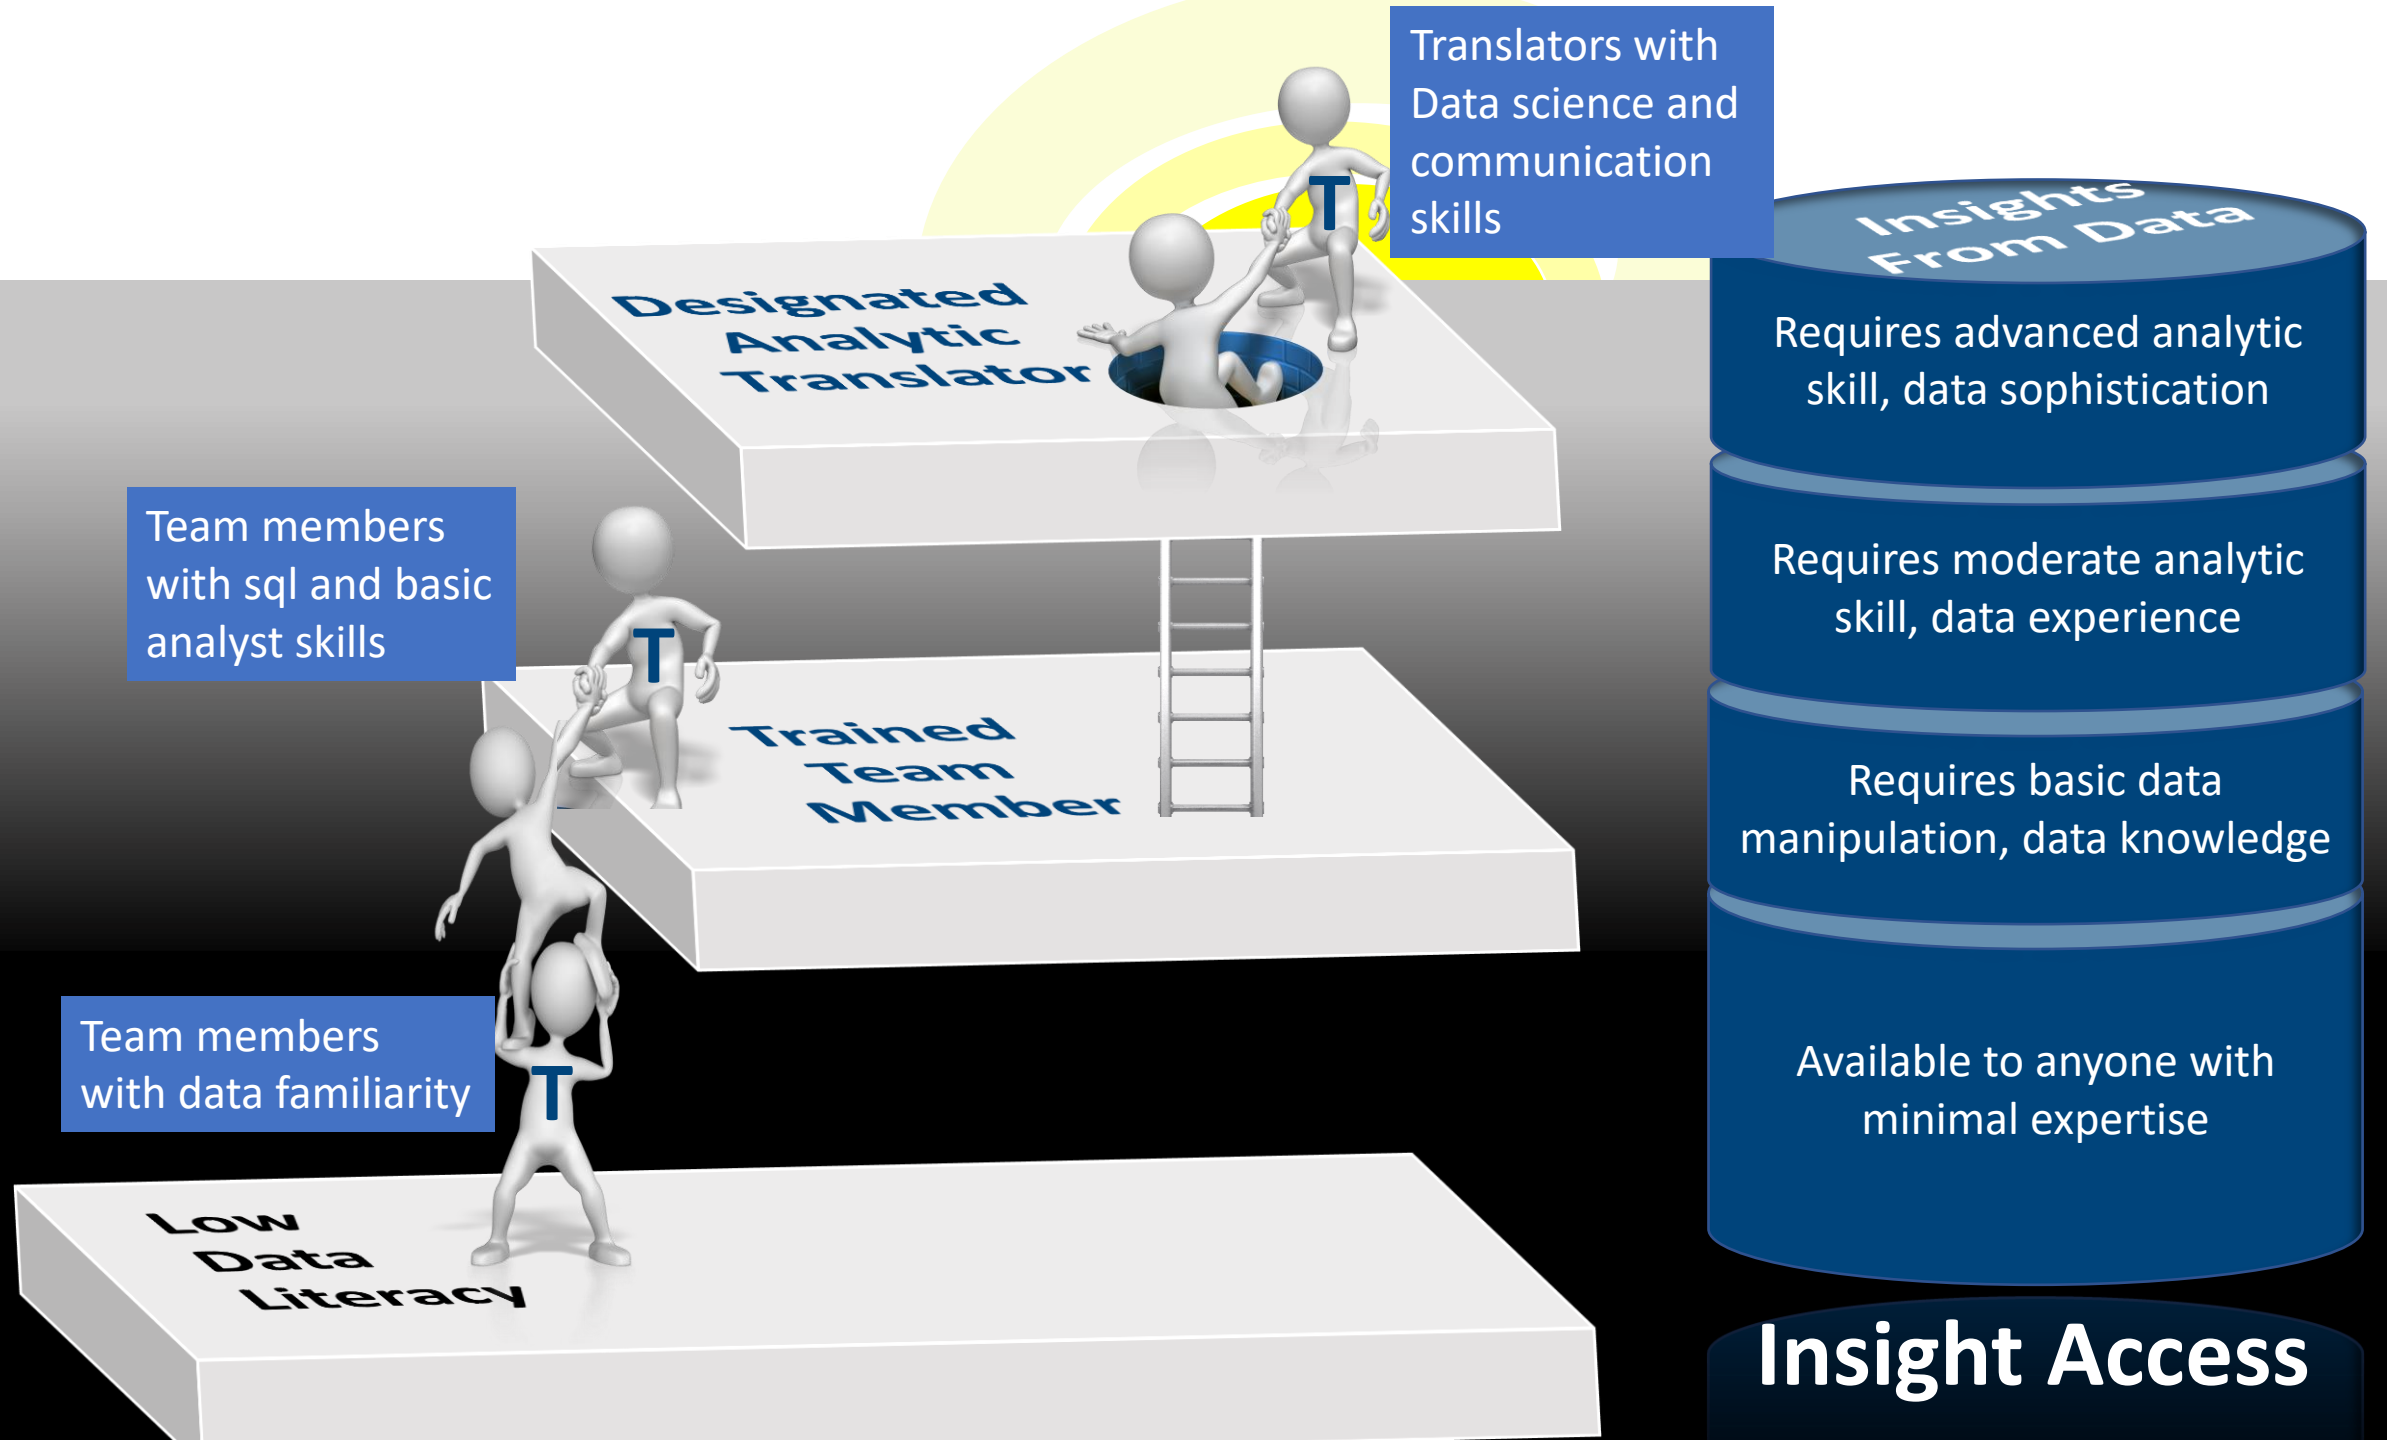 Translators with
Data science and
communication
skills
T
Designated
Analytic
Translator
Team members
with sql and basic
analyst skills
T
Trained
Team
Member
Team members
with data familiarity
T
Low
Data
Literacy
Insights
From Data
Requires advanced analytic
skill, data sophistication
Requires moderate analytic
skill, data experience
Requires basic data
manipulation, data knowledge
Available to anyone with
minimal expertise
Insight Access